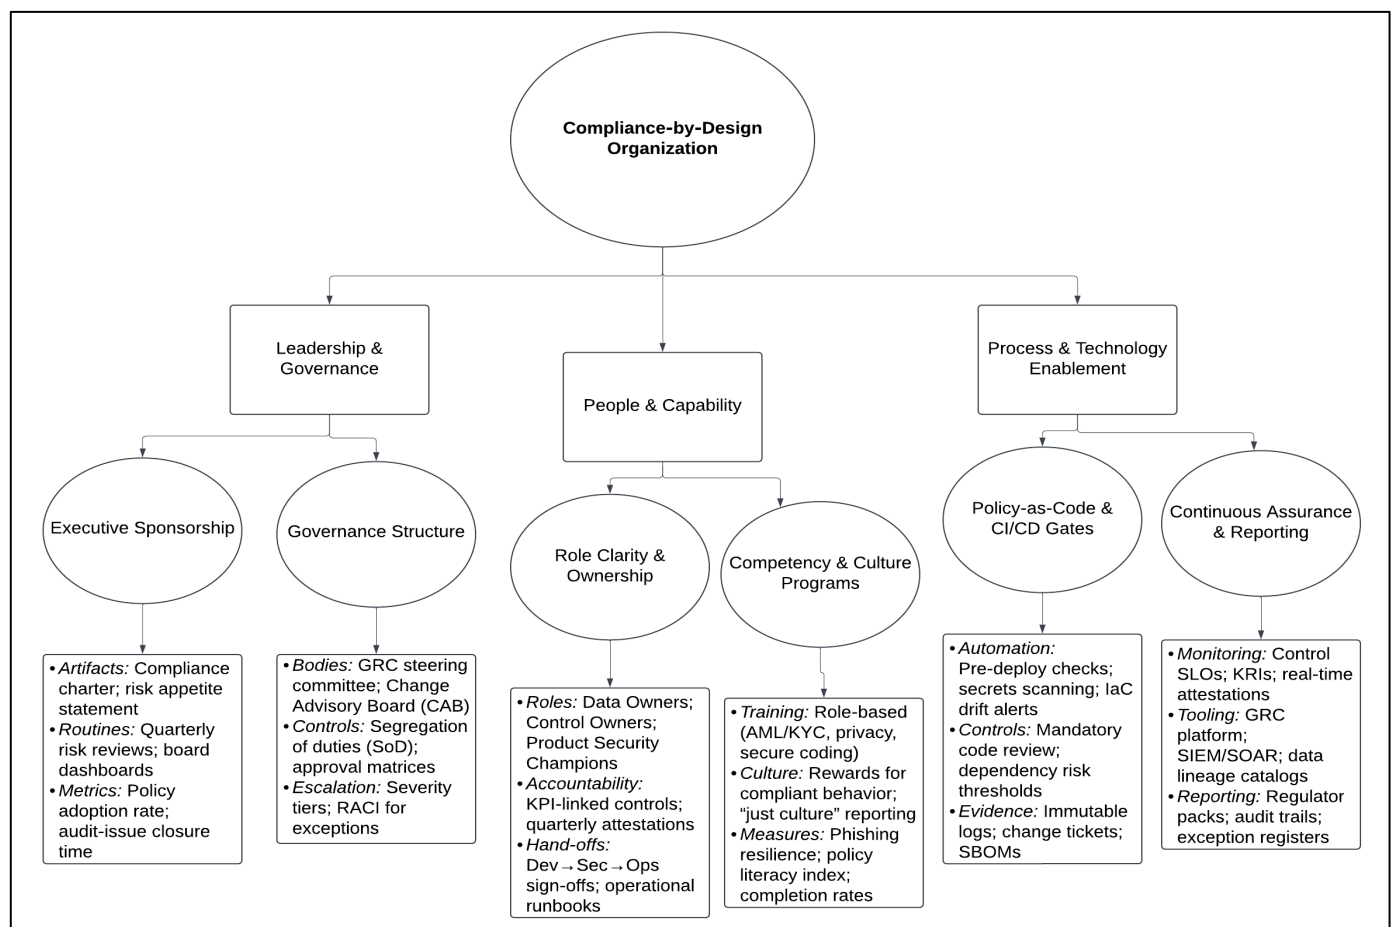 Compliance-by-Design
Organization
Leadership &
Governance
People & Capability
Process & Technology
Enablement
Executive Sponsorship
Governance Structure
Role Clarity &
Ownership
Competency & Culture
Programs
Policy-as-Code &
CI/CD Gates
Continuous Assurance
& Reporting
• Artifacts: Compliance
charter; risk appetite
statement
• Routines: Quarterly
risk reviews; board
dashboards
• Metrics: Policy
adoption rate;
audit-issue closure
time
• Bodies: GRC steering
committee; Change
Advisory Board (CAB)
• Controls: Segregation
of duties (SoD);
approval matrices
• Escalation: Severity
tiers; RACI for
exceptions
• Roles: Data Owners;
Control Owners;
Product Security
Champions
• Accountability:
KPI-linked controls;
quarterly attestations
• Hand-offs:
Dev→Sec→Ops
sign-offs; operational
runbooks
• Training: Role-based
(AML/KYC, privacy,
secure coding)
• Culture: Rewards for
compliant behavior;
“just culture” reporting
• Measures: Phishing
resilience; policy
literacy index;
completion rates
• Automation:
Pre-deploy checks;
secrets scanning; IaC
drift alerts
• Controls: Mandatory
code review;
dependency risk
thresholds
• Evidence: Immutable
logs; change tickets;
SBOMs
• Monitoring: Control
SLOs; KRIs; real-time
attestations
• Tooling: GRC
platform;
SIEM/SOAR; data
lineage catalogs
• Reporting: Regulator
packs; audit trails;
exception registers